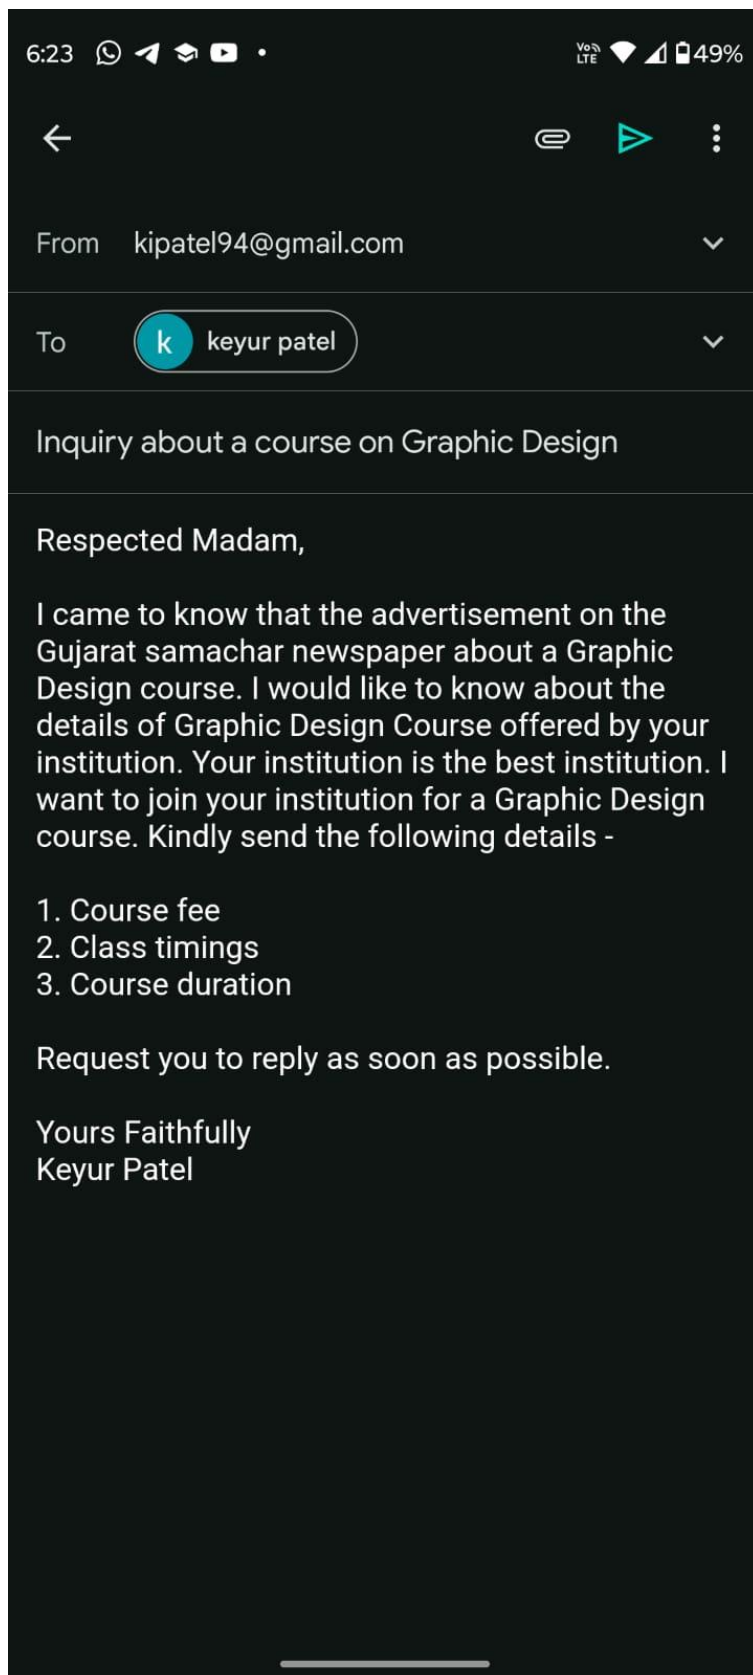 6:23
Vo
LTE
49%
From kipatel94@gmail.com
To k keyur patel
Inquiry about a course on Graphic Design
Respected Madam,
I came to know that the advertisement on the
Gujarat samachar newspaper about a Graphic
Design course. I would like to know about the
details of Graphic Design Course offered by your
institution. Your institution is the best institution. I
want to join your institution for a Graphic Design
course. Kindly send the following details -
1. Course fee
2. Class timings
3. Course duration
Request you to reply as soon as possible.
Yours Faithfully
Keyur Patel